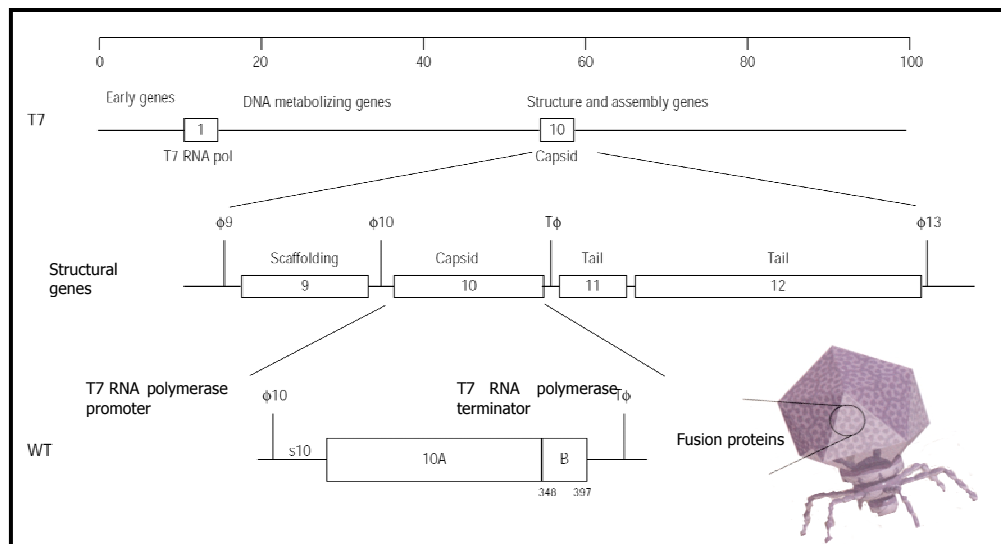 0 20 40 60 80 100
Early genes DNA metabolizing genes Structure and assembly genes
T7
1 10
T7 RNA pol Capsid
ϕ9 ϕ10 Tϕ ϕ13
Scaffolding Capsid Tail Tail
Structural
genes
9 10 11 12
T7 RNA polymerase
promoter
T7 RNA polymerase
terminator
ϕ10 Tϕ
Fusion proteins
WT
s10 10A B
348 397